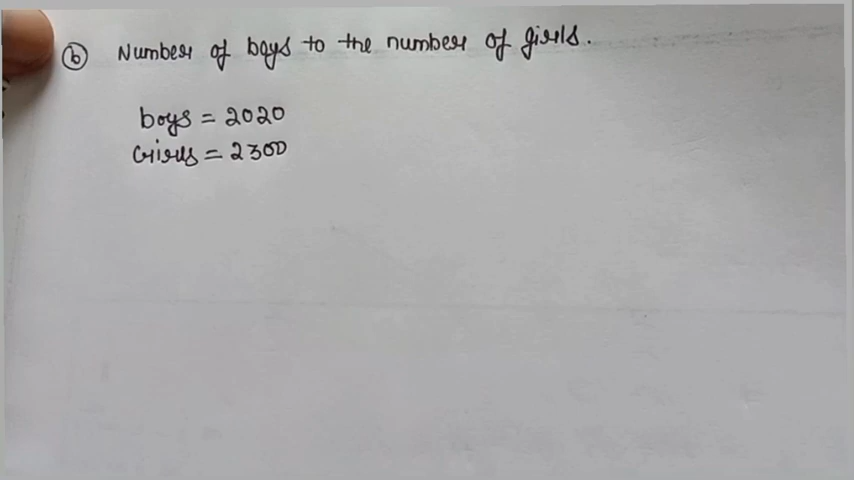 (b) Number of boys to the number of girls.
boys = 2020
Girls = 2300